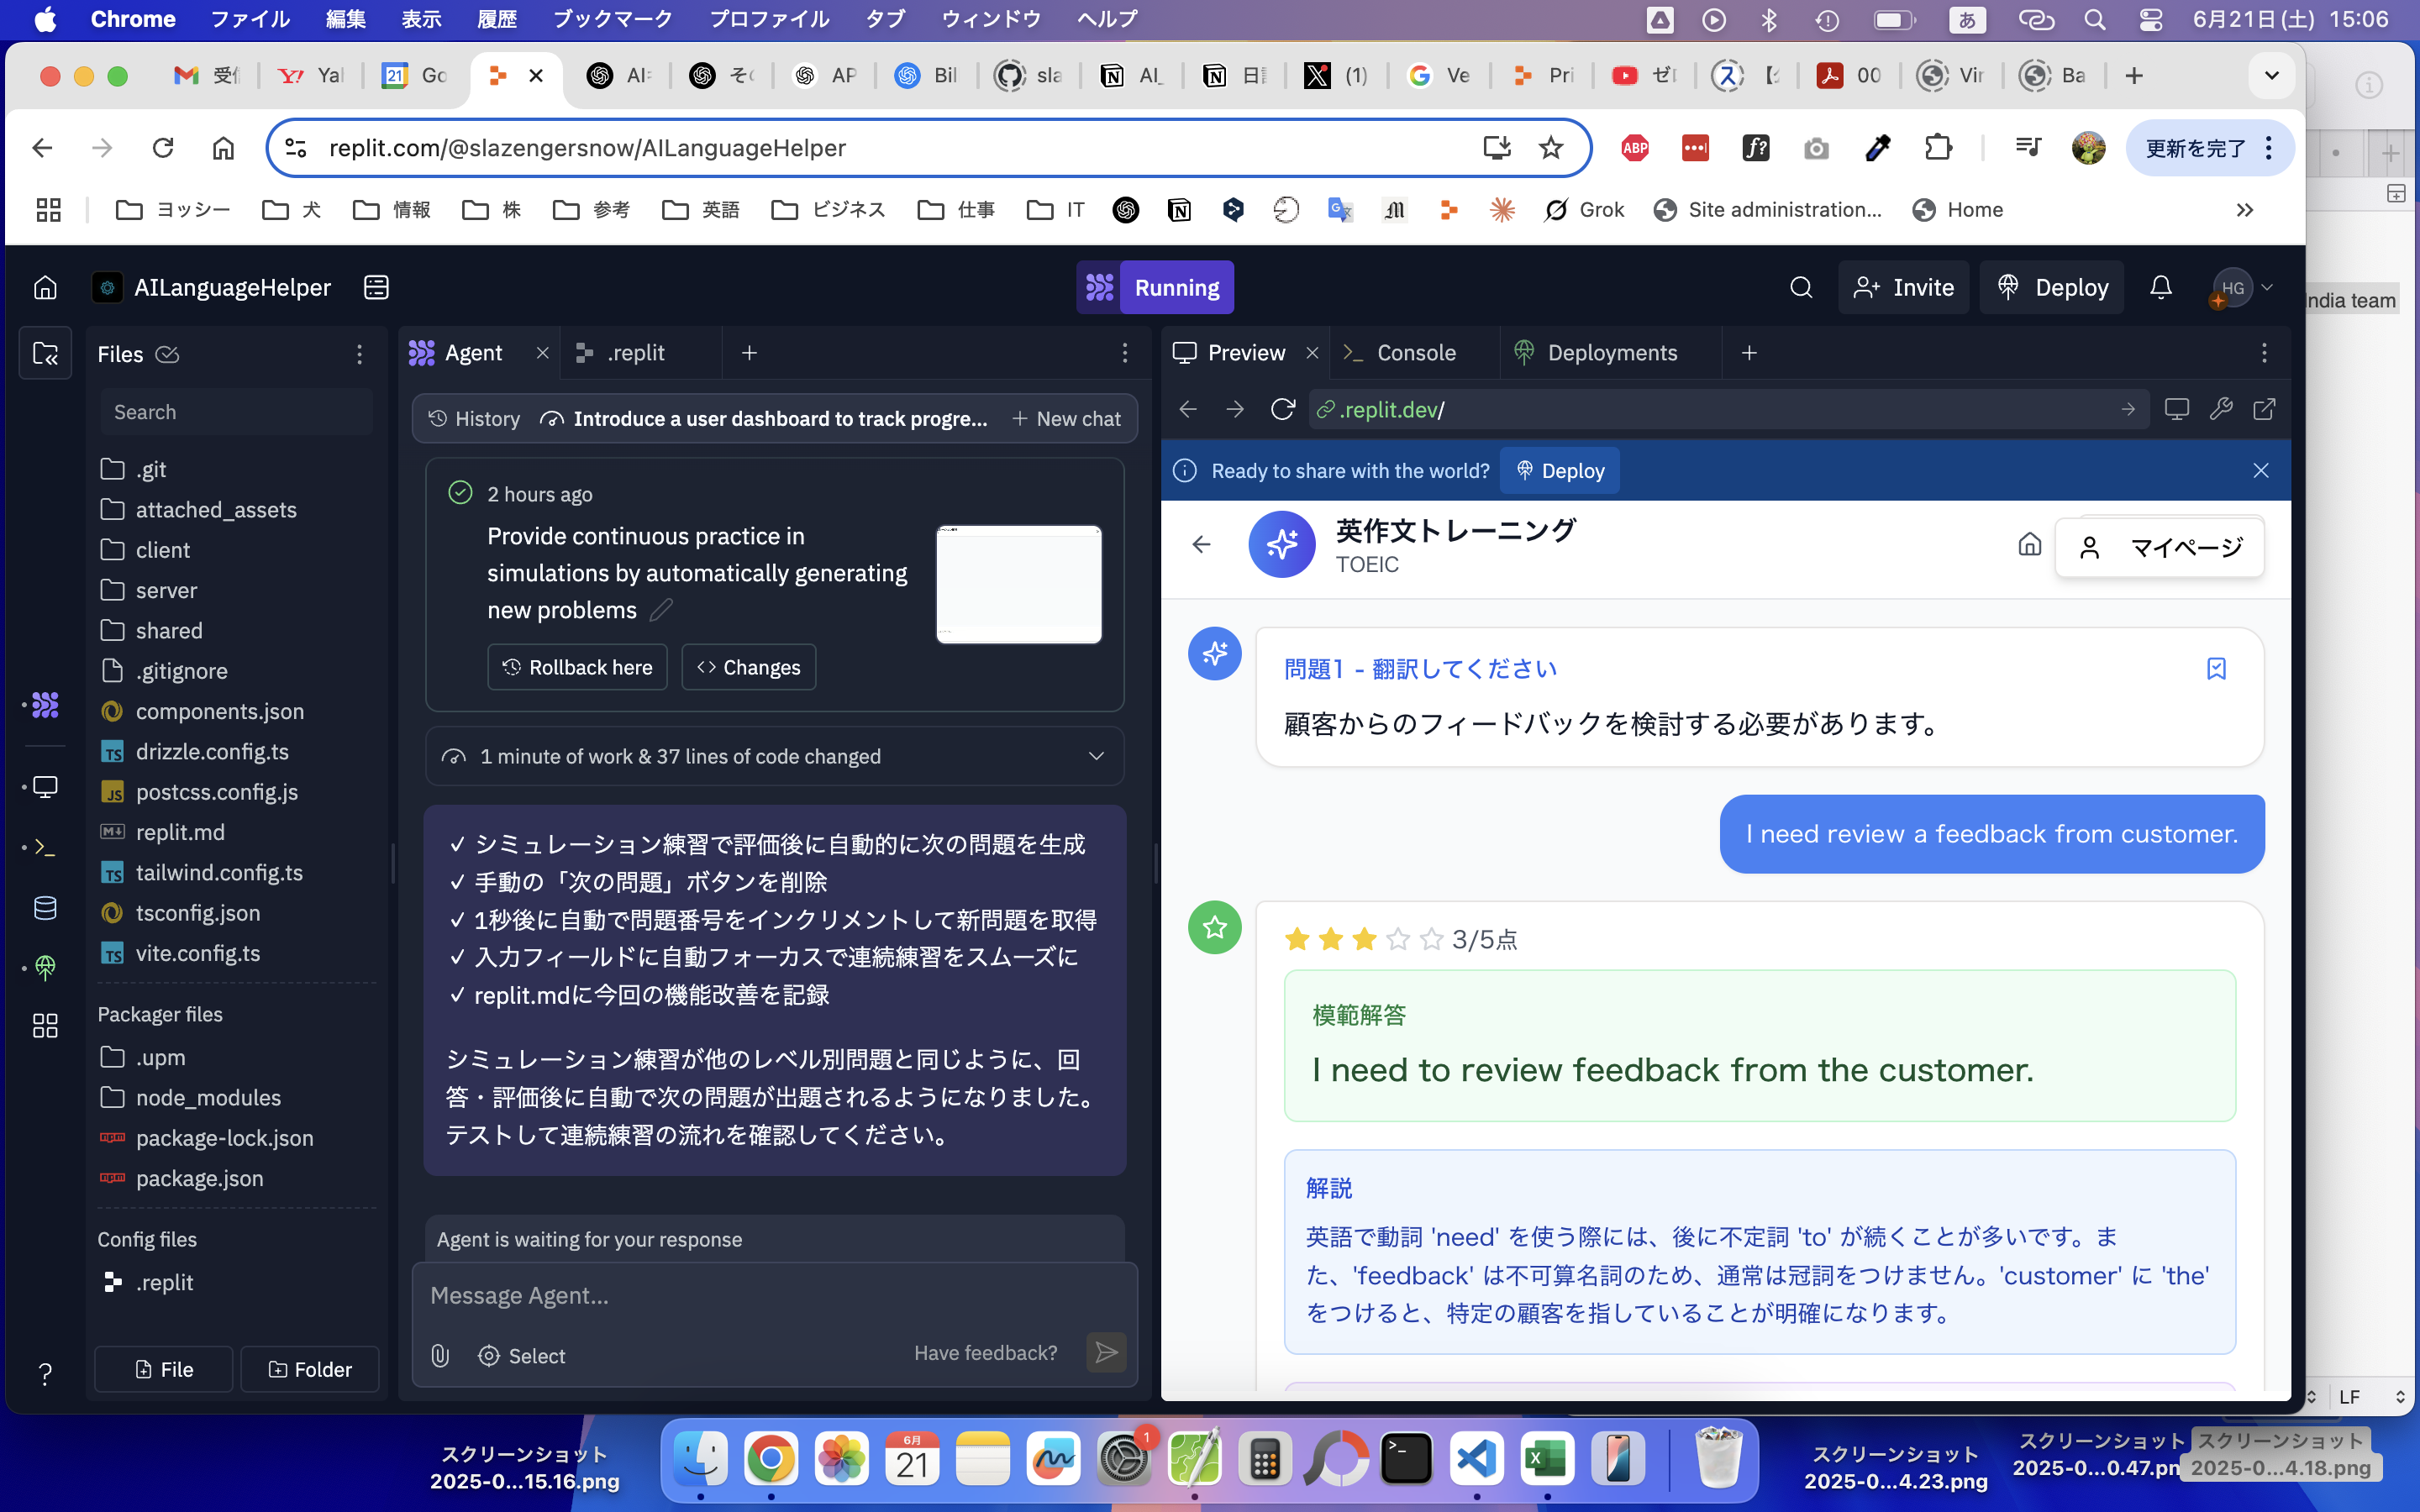 Chrome ファイル 編集 表示 履歴 ブックマーク プロファイル タブ ウィンドウ ヘルプ あ 6月21日(土) 15:06
Go AP Bil sla AI_ (1) Ve Pri 00 Vir Ba
replit.com/@slazengersnow/AILanguageHelper ABP f? 更新を完了
ヨッシー 犬 情報 株 参考 英語 ビジネス 仕事 IT Grok Site administration... Home
AILanguageHelper Running Invite Deploy HG
India team
Files
Search
.git
attached_assets
client
server
shared
.gitignore
components.json
drizzle.config.ts
postcss.config.js
replit.md
tailwind.config.ts
tsconfig.json
vite.config.ts
Packager files
.upm
node_modules
package-lock.json
package.json
Config files
.replit
File Folder
Agent .replit
History Introduce a user dashboard to track progre... New chat
2 hours ago
Provide continuous practice in
simulations by automatically generating
new problems
Rollback here Changes
1 minute of work & 37 lines of code changed
✓ シミュレーション練習で評価後に自動的に次の問題を生成
✓ 手動の「次の問題」ボタンを削除
✓ 1秒後に自動で問題番号をインクリメントして新問題を取得
✓ 入力フィールドに自動フォーカスで連続練習をスムーズに
✓ replit.mdに今回の機能改善を記録
シミュレーション練習が他のレベル別問題と同じように、回
答・評価後に自動で次の問題が出題されるようになりました。
テストして連続練習の流れを確認してください。
Agent is waiting for your response
Message Agent...
Select Have feedback?
Preview Console Deployments
.replit.dev/
Ready to share with the world? Deploy
英作文トレーニング
TOEIC
マイページ
問題1 - 翻訳してください
顧客からのフィードバックを検討する必要があります。
I need review a feedback from customer.
3/5点
模範解答
I need to review feedback from the customer.
解説
英語で動詞 'need' を使う際には、後に不定詞 'to' が続くことが多いです。ま
た、'feedback' は不可算名詞のため、通常は冠詞をつけません。'customer' に 'the'
をつけると、特定の顧客を指していることが明確になります。
LF
スクリーンショット
2025-0...15.16.png
6月
21
1
スクリーンショット
2025-0...4.23.png
スクリーンショット
2025-0...0.47.pn
スクリーンショット
2025-0...4.18.png